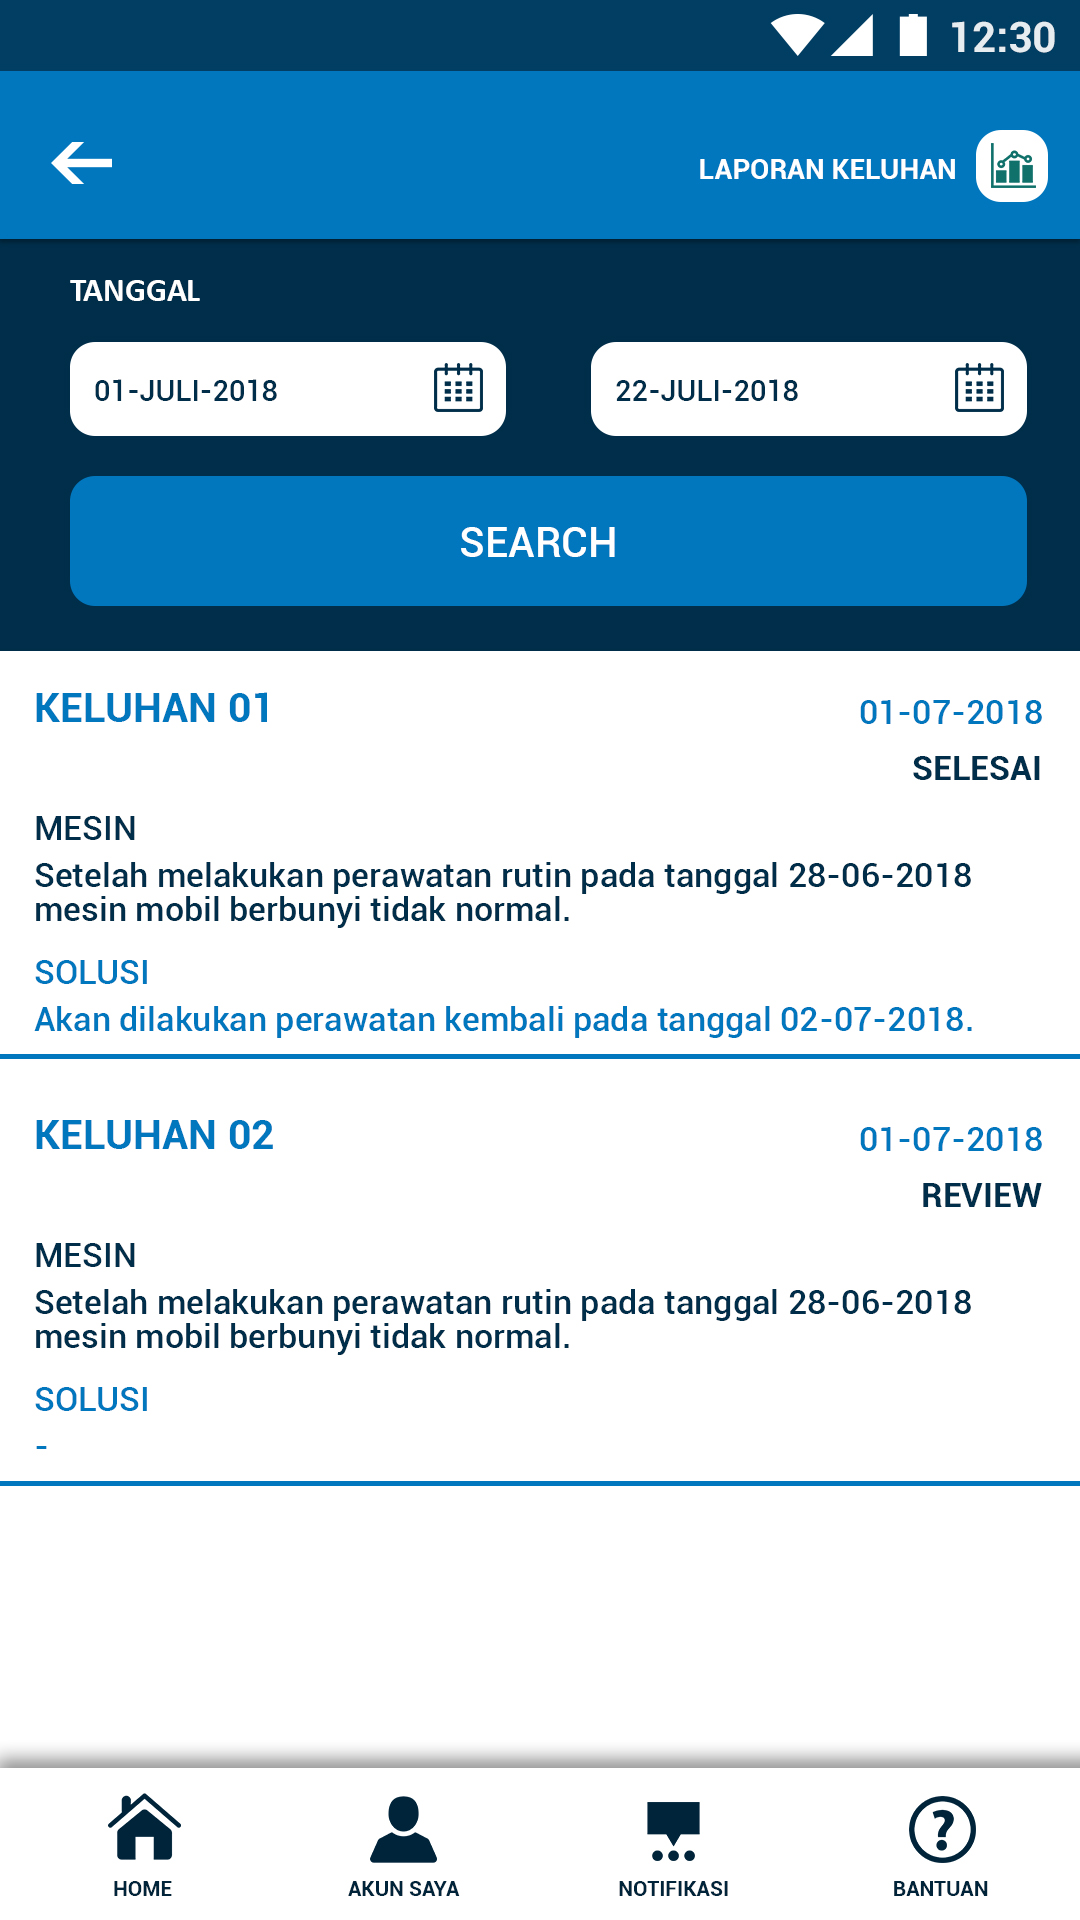 12:30
LAPORAN KELUHAN
TANGGAL
01-JULI-2018
22-JULI-2018
SEARCH
KELUHAN 01
01-07-2018
SELESAI
MESIN
Setelah melakukan perawatan rutin pada tanggal 28-06-2018
mesin mobil berbunyi tidak normal.
SOLUSI
Akan dilakukan perawatan kembali pada tanggal 02-07-2018.
KELUHAN 02
01-07-2018
REVIEW
MESIN
Setelah melakukan perawatan rutin pada tanggal 28-06-2018
mesin mobil berbunyi tidak normal.
SOLUSI
-
HOME
AKUN SAYA
NOTIFIKASI
BANTUAN